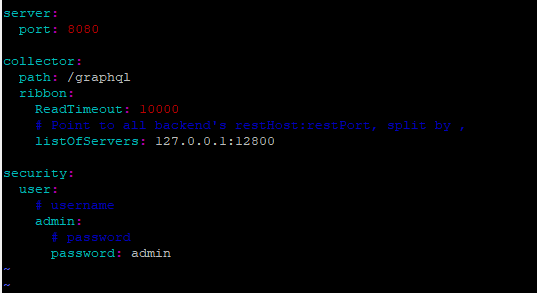 server:
  port: 8080

collector:
  path: /graphql
  ribbon:
    ReadTimeout: 10000
    # Point to all backend's restHost:restPort, split by ,
    listOfServers: 127.0.0.1:12800

security:
  user:
    # username
    admin:
      # password
      password: admin
~
~